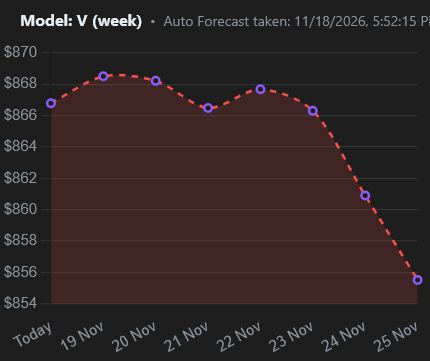 Model: V (week) • Auto Forecast taken: 11/18/2026, 5:52:15 P
$870
$868
$866
$864
$862
$860
$858
$856
$854
Today
19 Nov
20 Nov
21 Nov
22 Nov
23 Nov
24 Nov
25 Nov